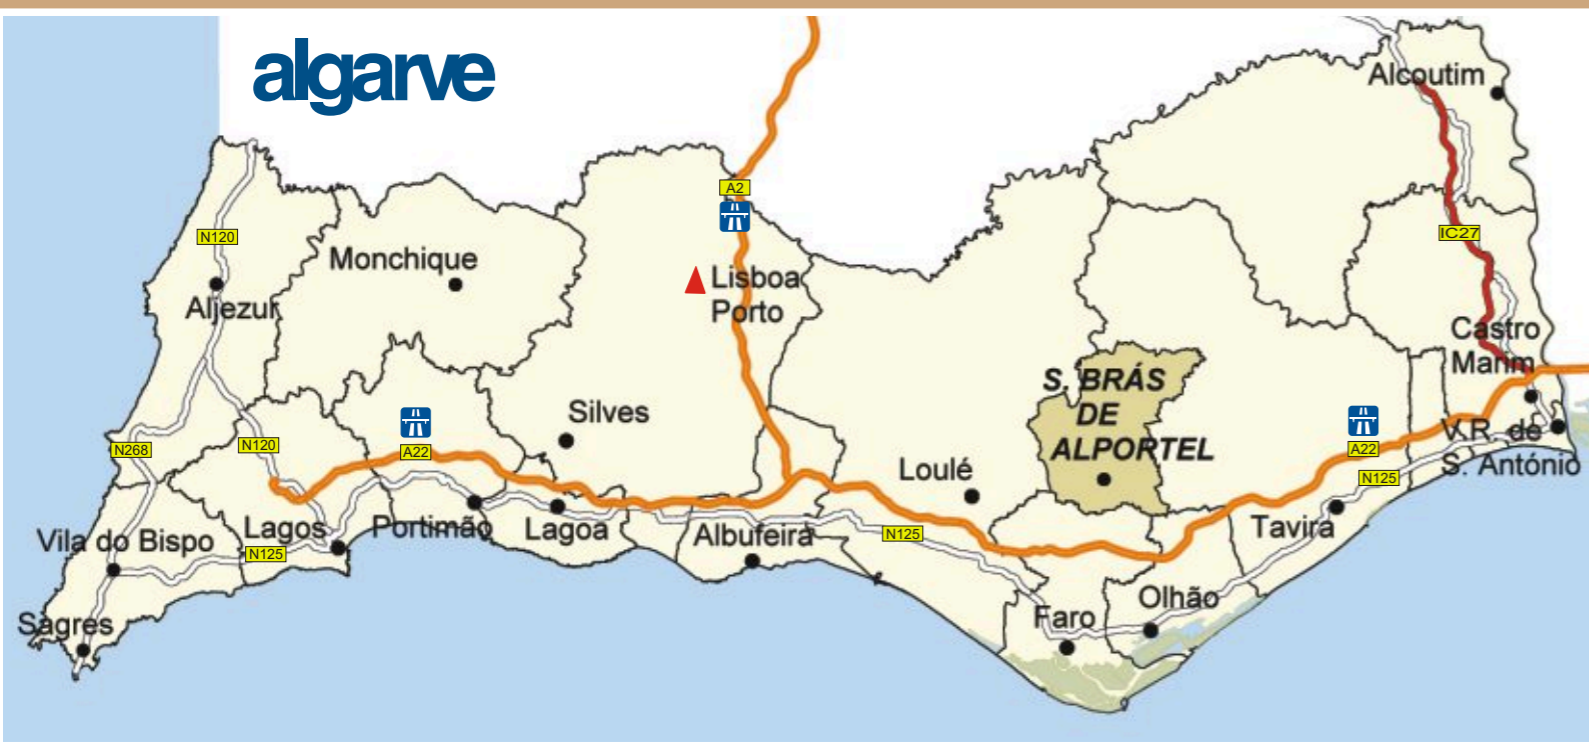 algarve
Alcoutim
A2
N120
IC27
Monchique
Lisboa
Porto
Aljezur
Castro
Marim
S. BRÁS
DE
ALPORTEL
Silves
N268
N120
A22
A22
V.R. de
S. António
Loulé
N125
Lagos
Portimão
Lagoa
Albufeira
N125
Tavira
Vila do Bispo
N125
Sagres
Faro
Olhão